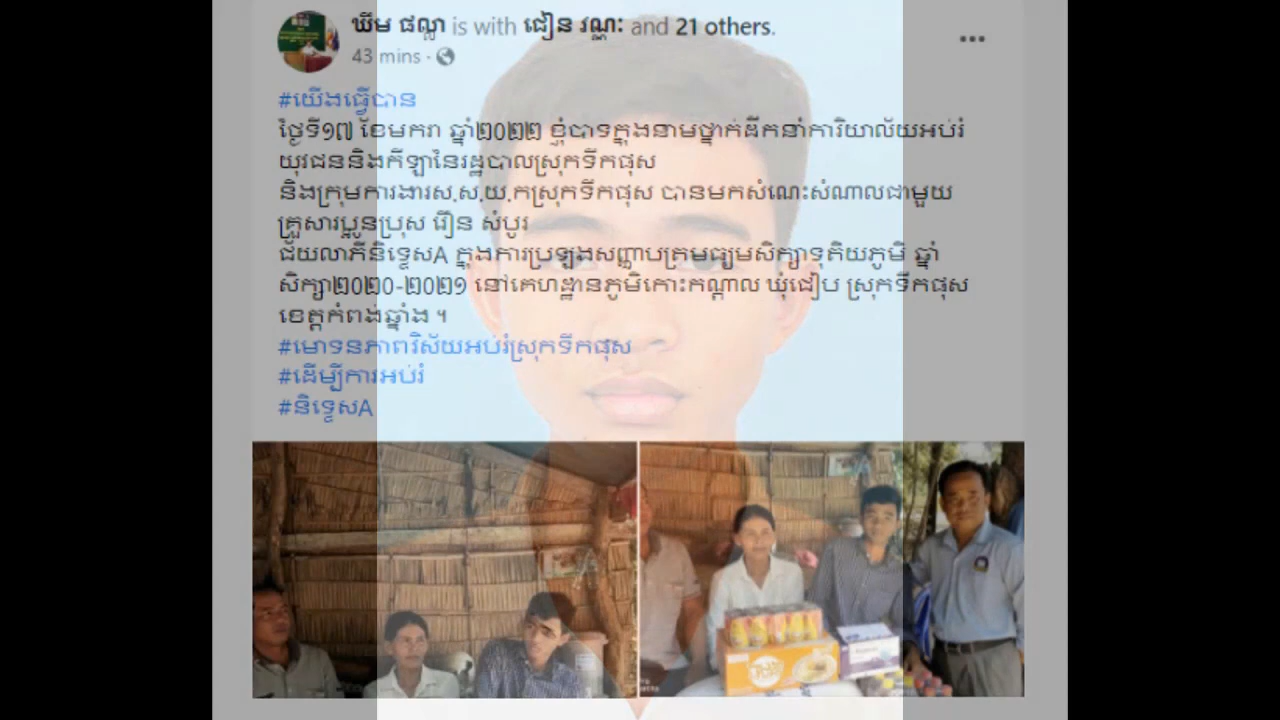 ឃីម ផល្លា is with ជឿន វណ្ណៈ and 21 others.
43 mins ·
#យើងធ្វើបាន
ថ្ងៃទី១៧ ខែមករា ឆ្នាំ២០២២ ខ្ញុំបាទក្នុងនាមថ្នាក់ដឹកនាំការិយាល័យអប់រំ
យុវជននិងកីឡានៃរដ្ឋបាលស្រុកទឹកផុស
និងក្រុមការងារស.ស.យ.កស្រុកទឹកផុស បានមកសំណេះសំណាលជាមួយ
គ្រួសារប្អូនប្រុស រឿន សំបូរ
ជ័យលាភីនិទ្ទេសA ក្នុងការប្រឡងសញ្ញាបត្រមធ្យមសិក្សាទុតិយភូមិ ឆ្នាំ
សិក្សា២០២០-២០២១ នៅគេហដ្ឋានភូមិកោះកណ្តាល ឃុំជៀប ស្រុកទឹកផុស
ខេត្តកំពង់ឆ្នាំង ។
#មោទនភាពវិស័យអប់រំស្រុកទឹកផុស
#ដើម្បីការអប់រំ
#និទ្ទេសA